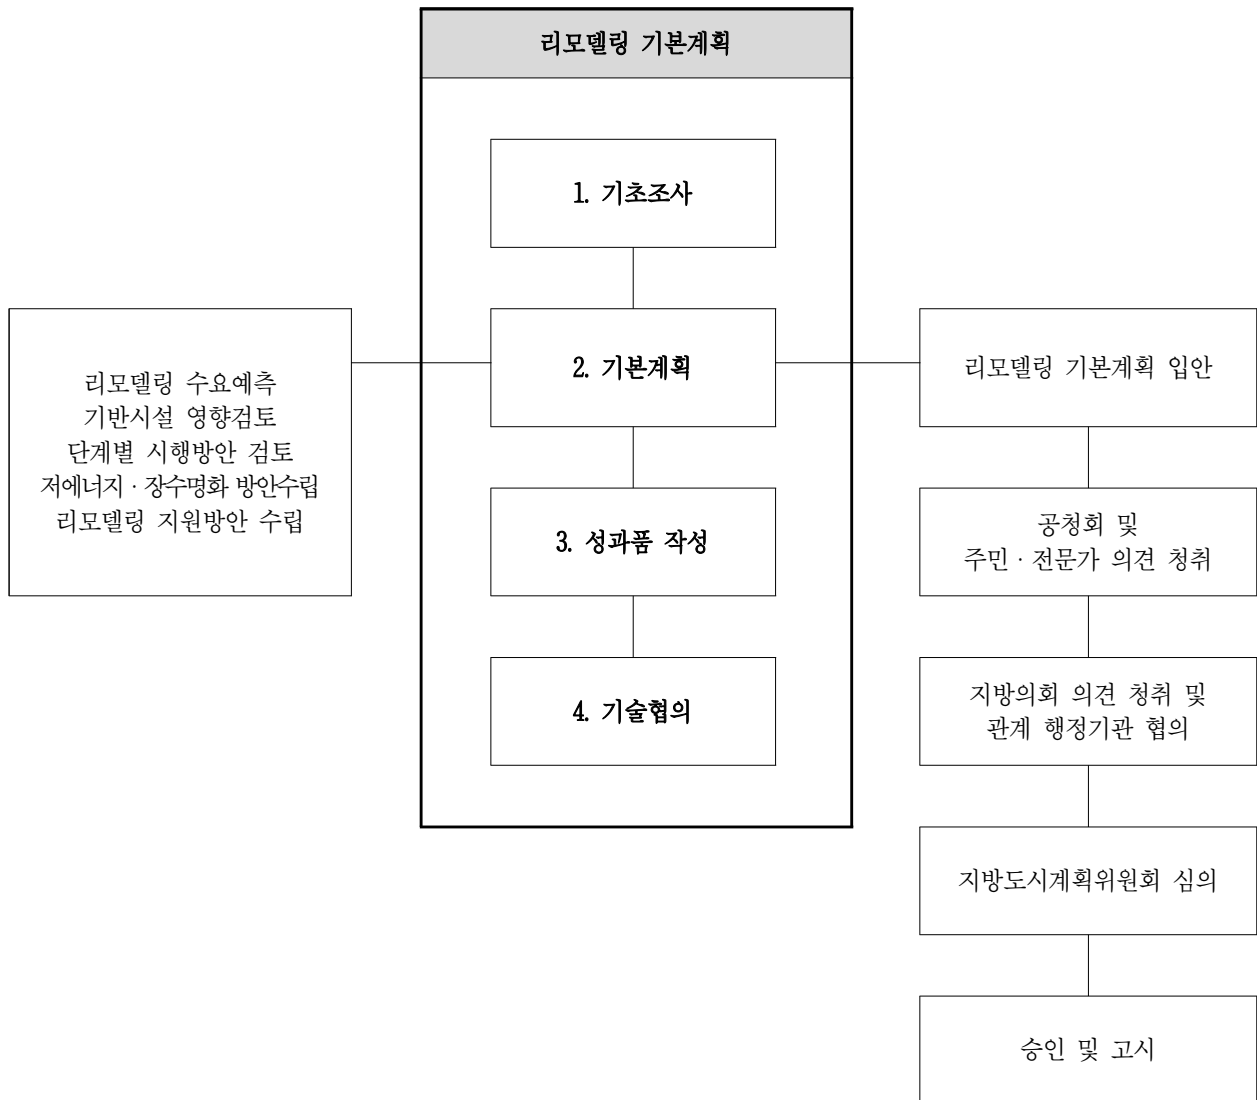 리모델링 기본계획
1. 기초조사
2. 기본계획
3. 성과품 작성
4. 기술협의
리모델링 수요예측
기반시설 영향검토
단계별 시행방안 검토
저에너지 · 장수명화 방안수립
리모델링 지원방안 수립
리모델링 기본계획 입안
공청회 및
주민 · 전문가 의견 청취
지방의회 의견 청취 및
관계 행정기관 협의
지방도시계획위원회 심의
승인 및 고시